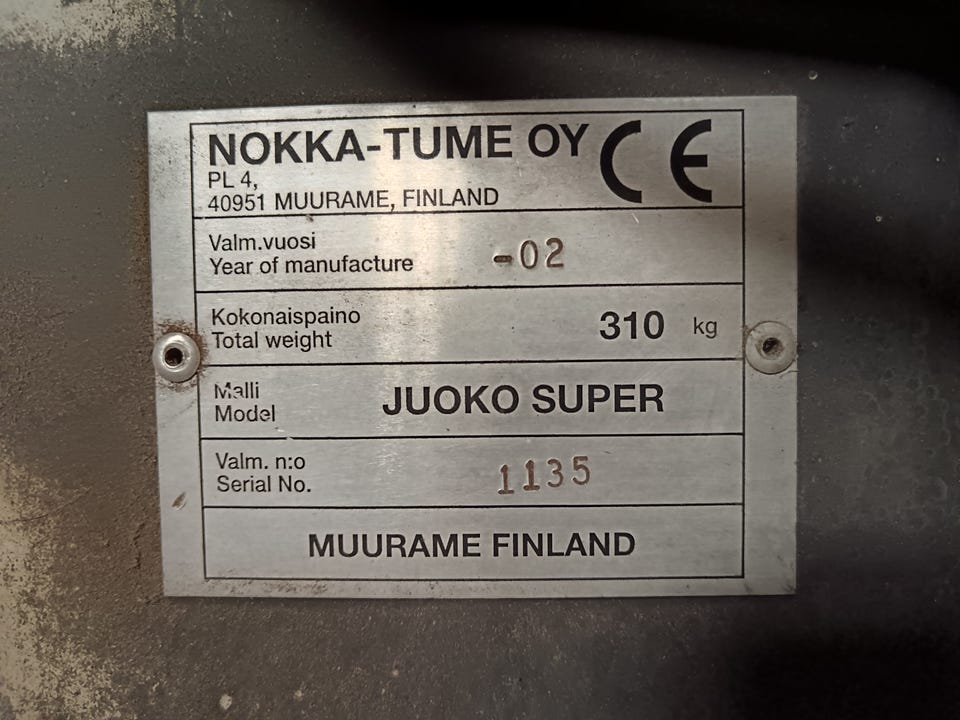 NOKKA-TUME OY CE
PL 4,
40951 MUURAME, FINLAND
Valm.vuosi
Year of manufacture -02
Kokonaispaino
Total weight 310 kg
Malli
Model JUOKO SUPER
Valm. n:o
Serial No. 1135
MUURAME FINLAND